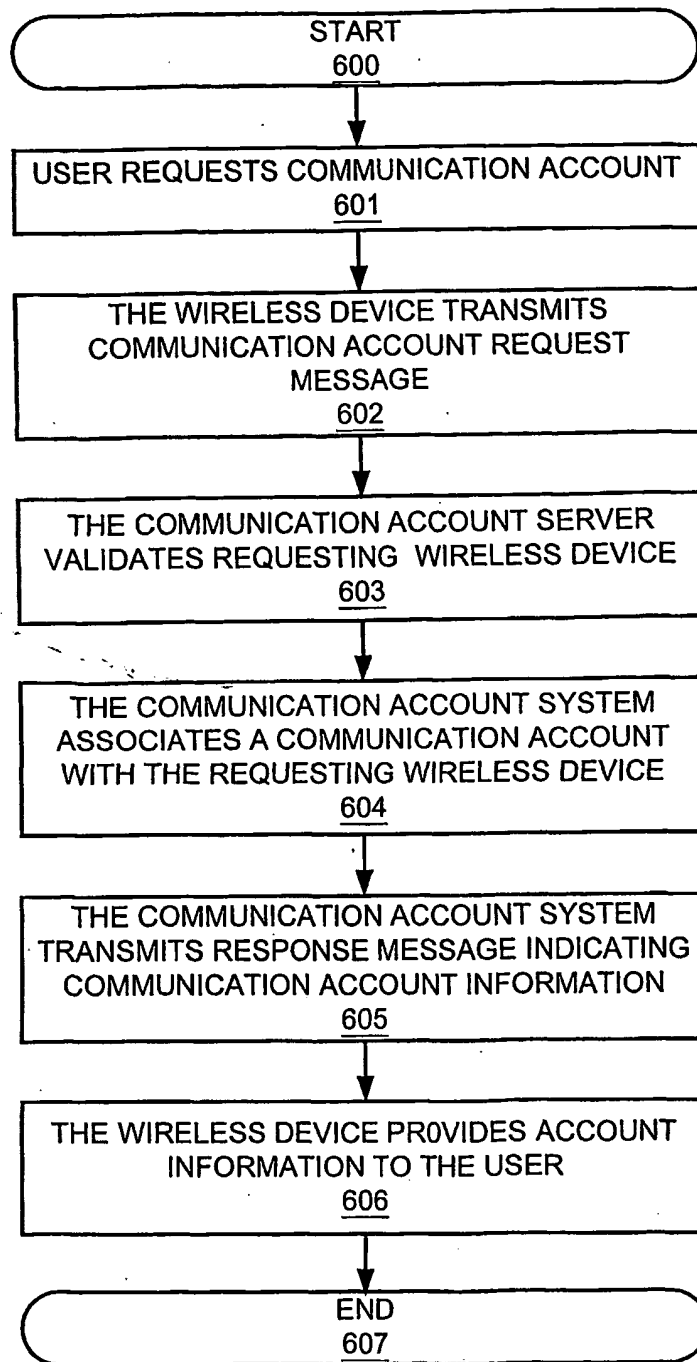 START
600
USER REQUESTS COMMUNICATION ACCOUNT
601
THE WIRELESS DEVICE TRANSMITS
COMMUNICATION ACCOUNT REQUEST
MESSAGE
602
THE COMMUNICATION ACCOUNT SERVER
VALIDATES REQUESTING WIRELESS DEVICE
603
THE COMMUNICATION ACCOUNT SYSTEM
ASSOCIATES A COMMUNICATION ACCOUNT
WITH THE REQUESTING WIRELESS DEVICE
604
THE COMMUNICATION ACCOUNT SYSTEM
TRANSMITS RESPONSE MESSAGE INDICATING
COMMUNICATION ACCOUNT INFORMATION
605
THE WIRELESS DEVICE PR0VIDES ACCOUNT
INFORMATION TO THE USER
606
END
607